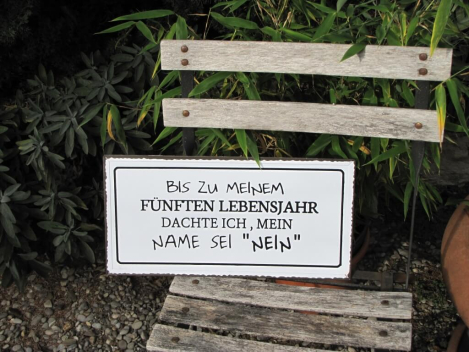 BIS ZU MEINEM
FÜNFTEN LEBENSJAHR
DACHTE ICH, MEIN
NAME SEI "NEIN"